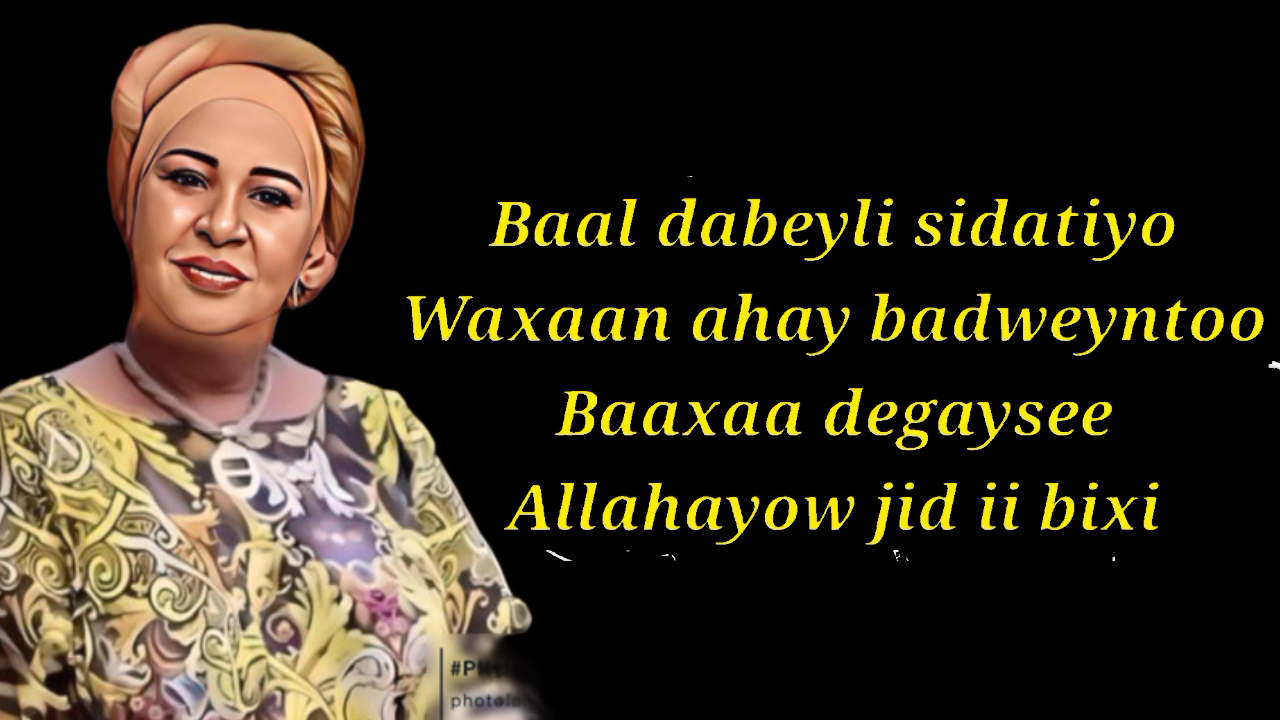 Baal dabeyli sidatiyo
Waxaan ahay badweyntoo
Baaxaa degaysee
Allahayow jid ii bixi